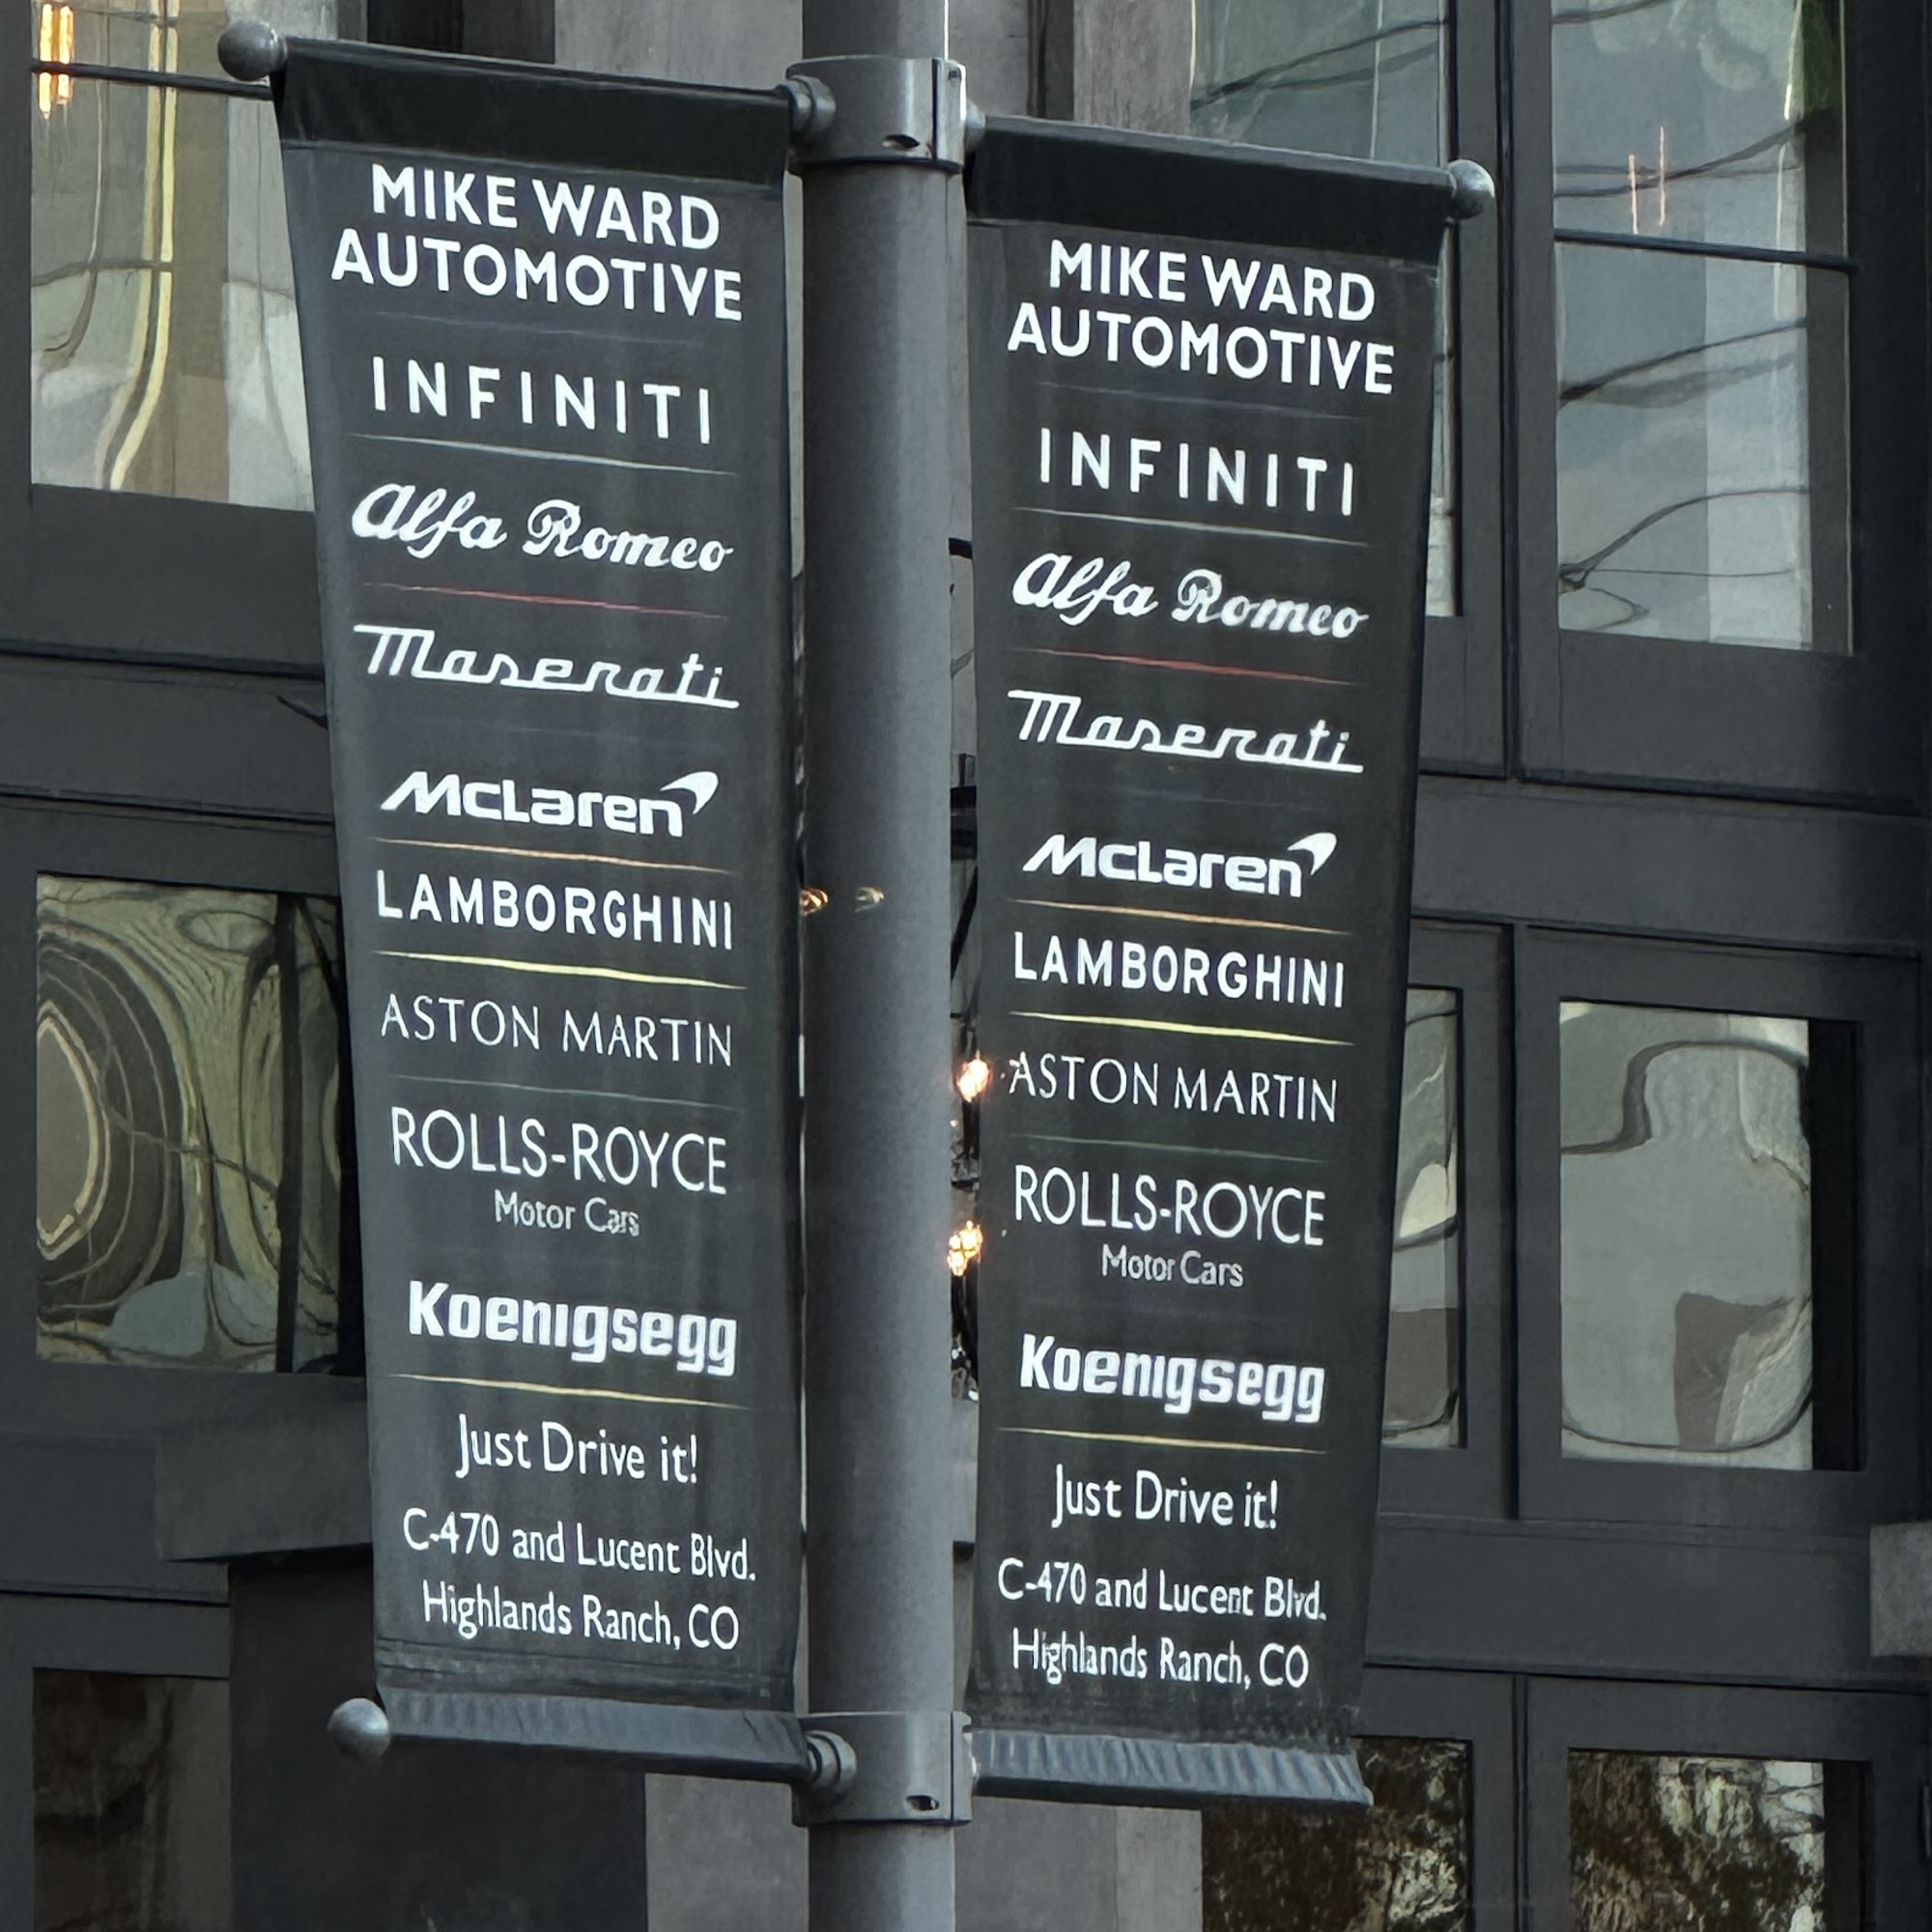 MIKE WARD
AUTOMOTIVE
INFINITI
Alfa Romeo
Maserati
McLaren
LAMBORGHINI
ASTON MARTIN
ROLLS-ROYCE
Motor Cars
Koenigsegg
Just Drive it!
C-470 and Lucent Blvd.
Highlands Ranch, CO
MIKE WARD
AUTOMOTIVE
INFINITI
Alfa Romeo
Maserati
McLaren
LAMBORGHINI
ASTON MARTIN
ROLLS-ROYCE
Motor Cars
Koenigsegg
Just Drive it!
C-470 and Lucent Blvd.
Highlands Ranch, CO